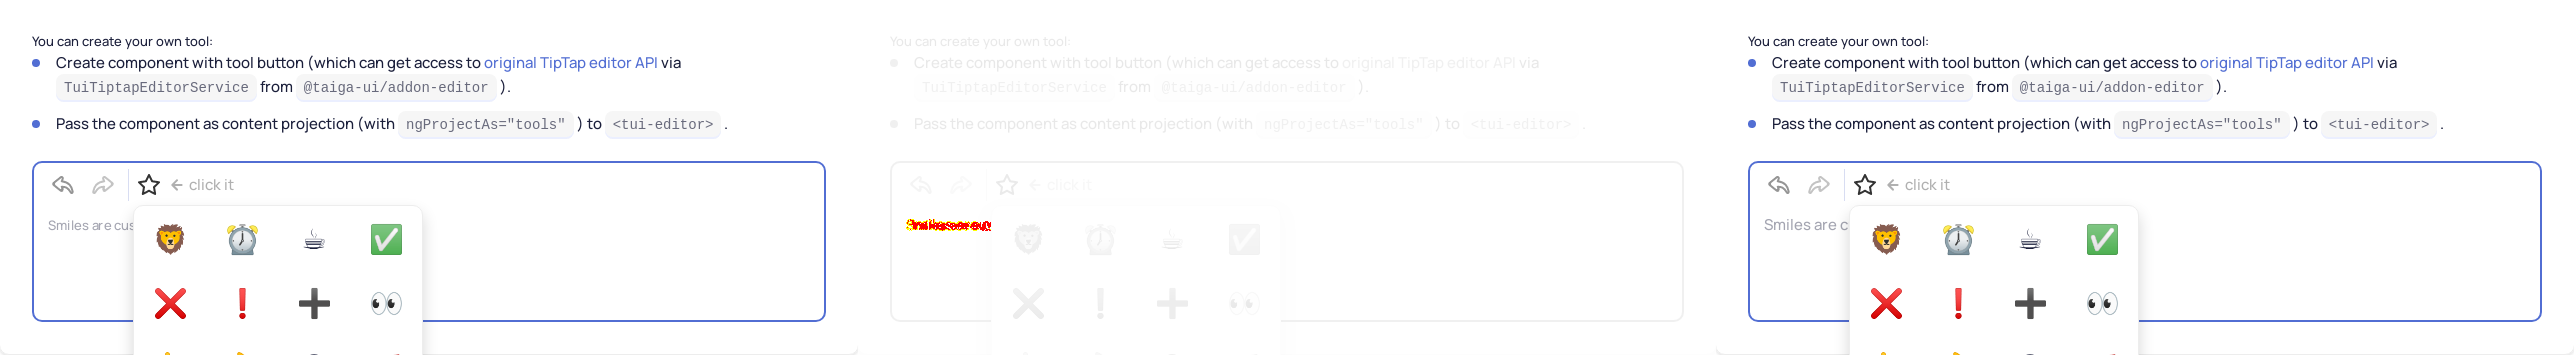 You can create your own tool:
Create component with tool button (which can get access to original TipTap editor API via
TuiTiptapEditorService from @taiga-ui/addon-editor ).
Pass the component as content projection (with ngProjectAs="tools" ) to <tui-editor> .
click it
Smiles are cus
You can create your own tool:
Create component with tool button (which can get access to original TipTap editor API via
TuiTiptapEditorService from @taiga-ui/addon-editor ).
Pass the component as content projection (with ngProjectAs="tools" ) to <tui-editor> .
click it
You can create your own tool:
Create component with tool button (which can get access to original TipTap editor API via
TuiTiptapEditorService from @taiga-ui/addon-editor ).
Pass the component as content projection (with ngProjectAs="tools" ) to <tui-editor> .
click it
Smiles are c